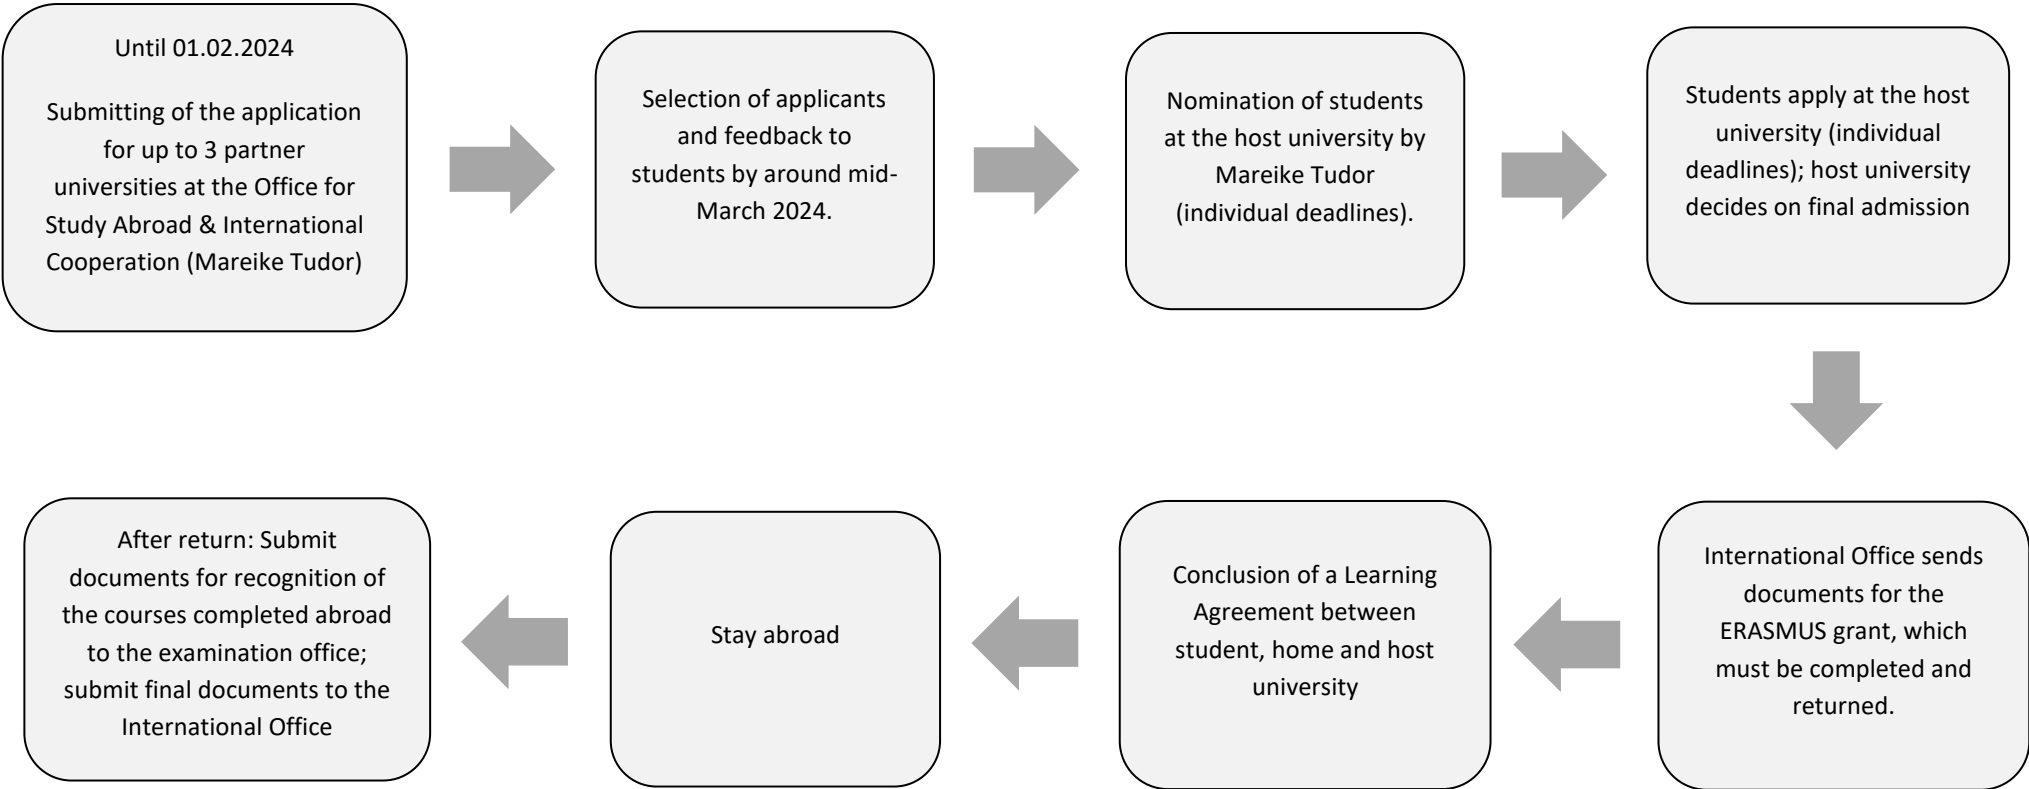 Until 01.02.2024
Submitting of the application
for up to 3 partner
universities at the Office for
Study Abroad & International
Cooperation (Mareike Tudor)
Selection of applicants
and feedback to
students by around mid-
March 2024.
Nomination of students
at the host university by
Mareike Tudor
(individual deadlines).
Students apply at the host
university (individual
deadlines); host university
decides on final admission
International Office sends
documents for the
ERASMUS grant, which
must be completed and
returned.
Conclusion of a Learning
Agreement between
student, home and host
university
Stay abroad
After return: Submit
documents for recognition of
the courses completed abroad
to the examination office;
submit final documents to the
International Office